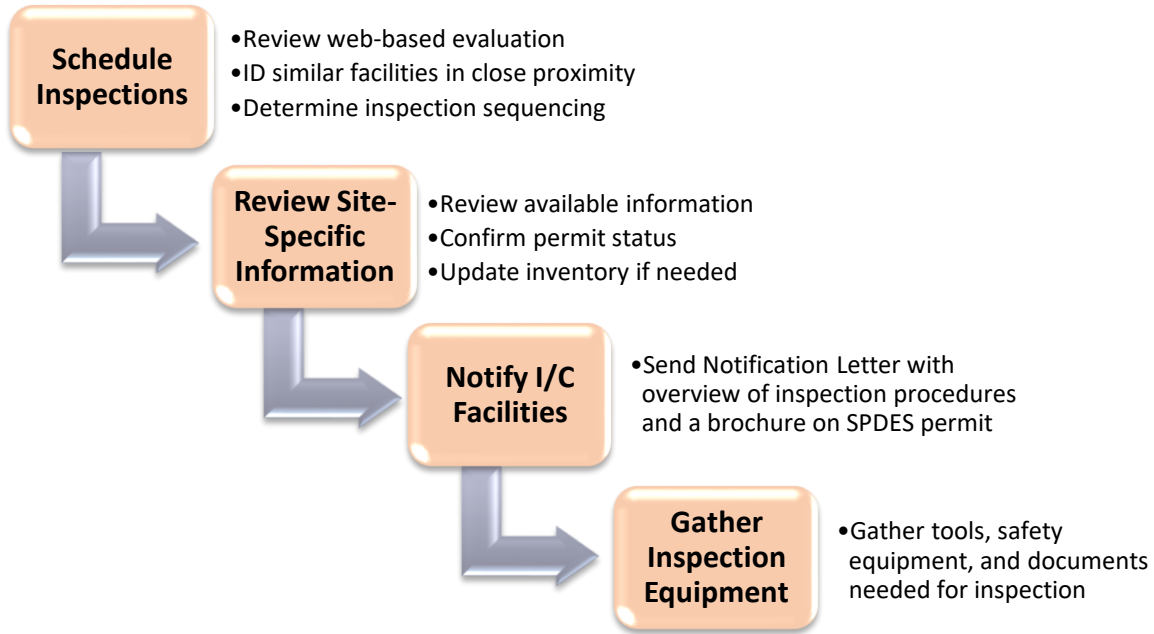 Schedule
Inspections
•Review web-based evaluation
•ID similar facilities in close proximity
•Determine inspection sequencing
Review Site-
Specific
Information
•Review available information
•Confirm permit status
•Update inventory if needed
Notify I/C
Facilities
•Send Notification Letter with
overview of inspection procedures
and a brochure on SPDES permit
Gather
Inspection
Equipment
•Gather tools, safety
equipment, and documents
needed for inspection